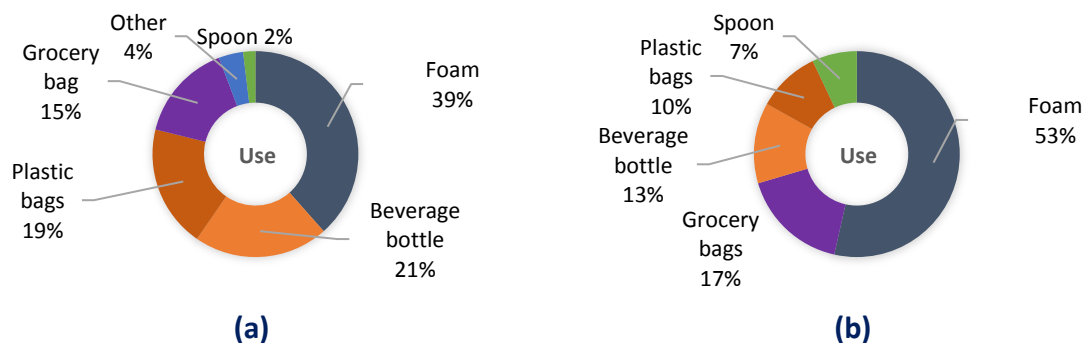 Other
4%
Spoon 2%
Grocery
bag
15%
Foam
39%
Plastic
bags
19%
Use
Beverage
bottle
21%
(a)
Spoon
7%
Plastic
bags
10%
Foam
53%
Beverage
bottle
13%
Use
Grocery
bags
17%
(b)